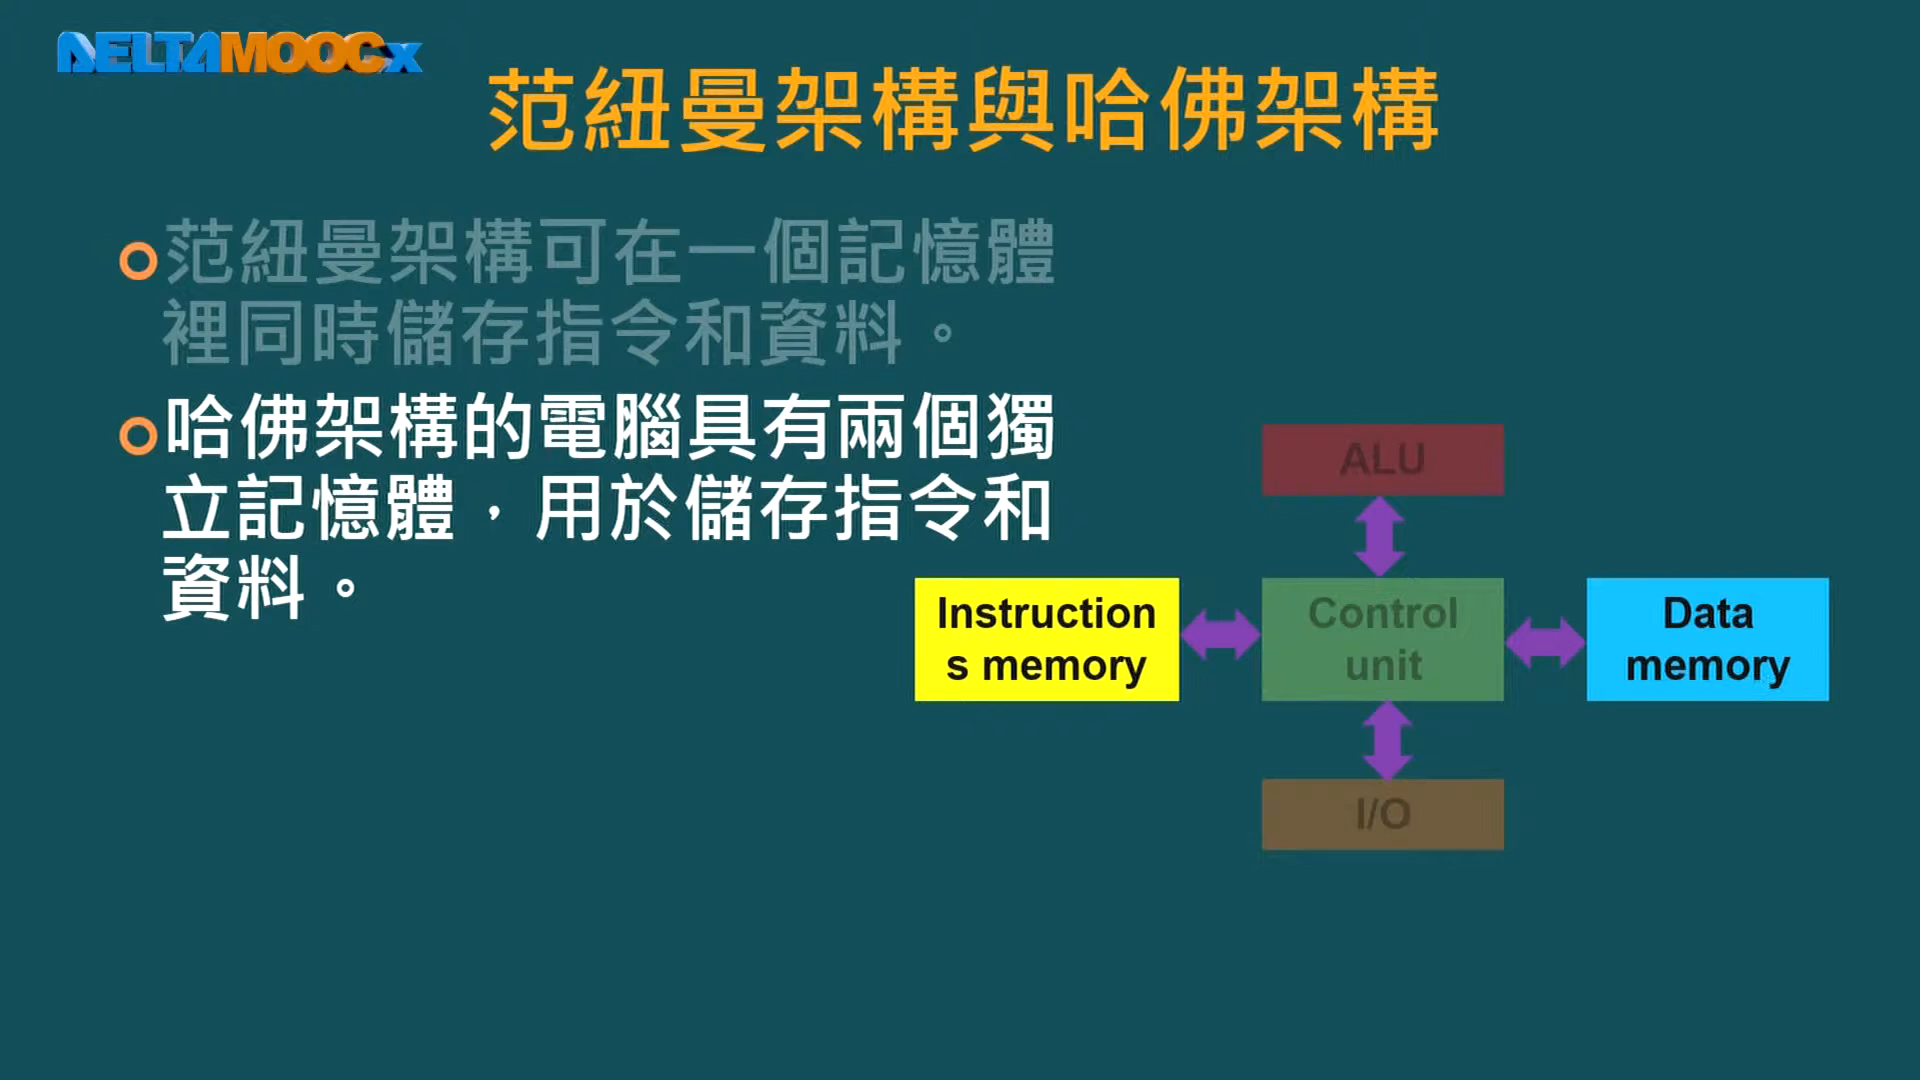 DELTAMOOCx
范紐曼架構與哈佛架構
范紐曼架構可在一個記憶體
裡同時儲存指令和資料。
哈佛架構的電腦具有兩個獨
立記憶體，用於儲存指令和
資料。
ALU
Instruction
s memory
Control
unit
Data
memory
I/O